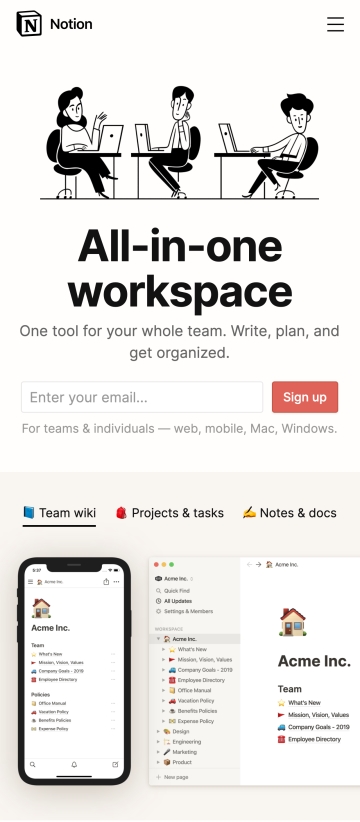 Notion
All-in-one
workspace
One tool for your whole team. Write, plan, and
get organized.
Enter your email...
Sign up
For teams & individuals — web, mobile, Mac, Windows.
Team wiki
Projects & tasks
Notes & docs
5:37
Acme Inc.
Acme Inc.
Team
What's New
Mission, Vision, Values
Company Goals - 2019
Employee Directory
Policies
Office Manual
Vacation Policy
Benefits Policies
Expense Policy
Acme Inc.
Quick Find
All Updates
Settings & Members
WORKSPACE
Acme Inc.
What's New
Mission, Vision, Values
Company Goals - 2019
Employee Directory
Office Manual
Vacation Policy
Benefits Policies
Expense Policy
Design
Engineering
Marketing
Product
New page
Acme Inc.
Acme Inc.
Team
What's New
Mission, Vision, Values
Company Goals - 2019
Employee Directory